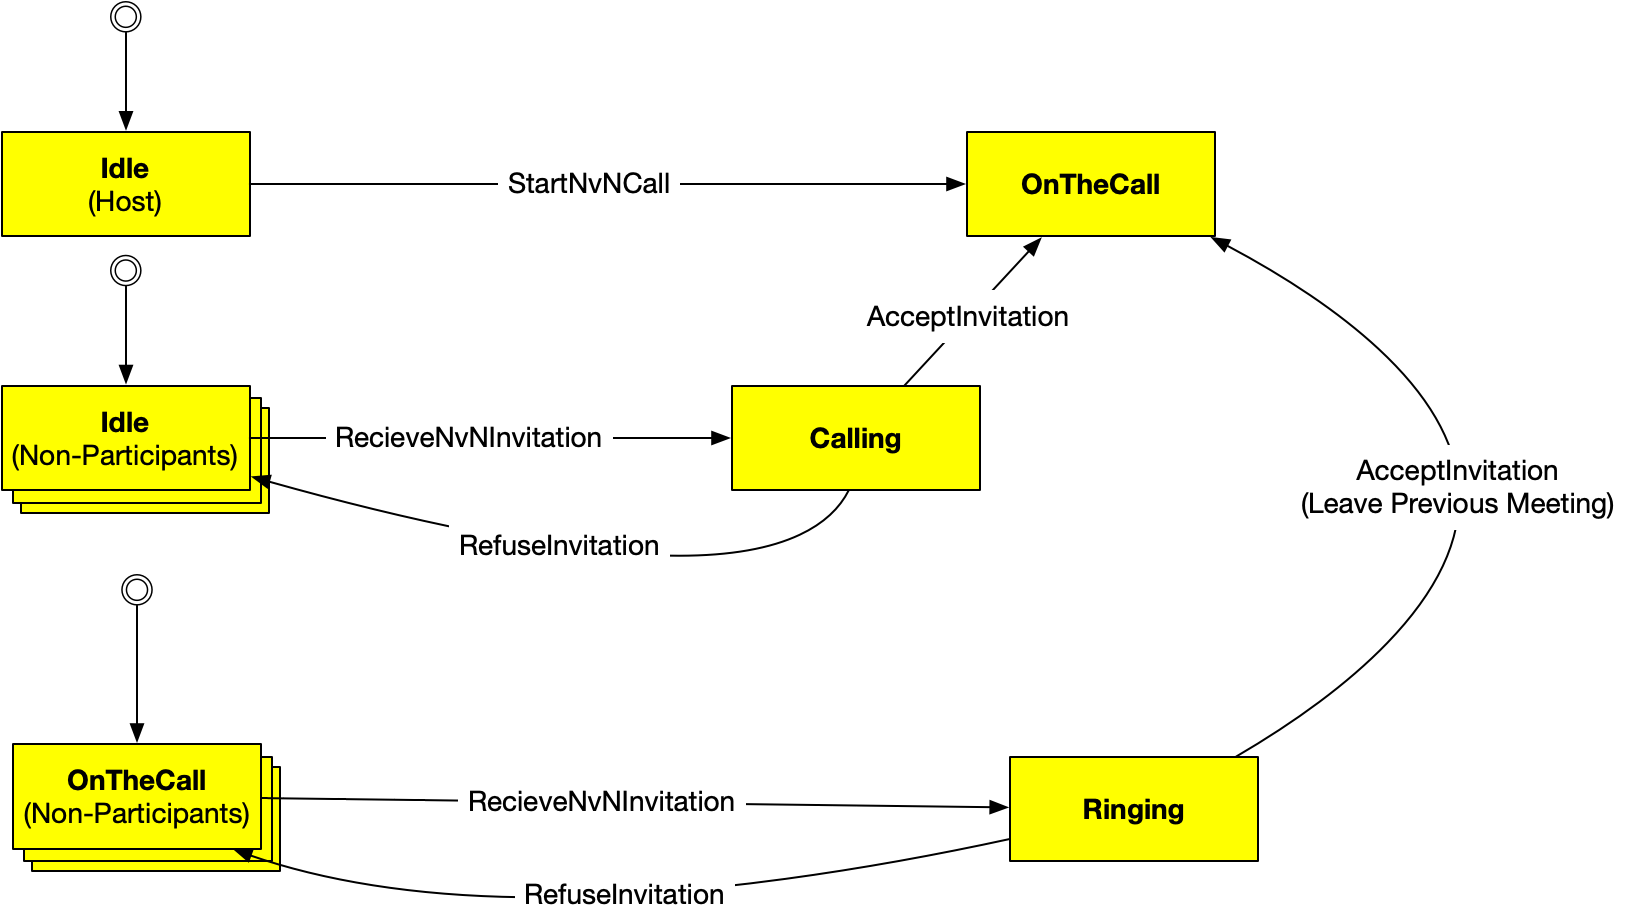 Idle
(Host)
StartNvNCall
OnTheCall
AcceptInvitation
Idle
(Non-Participants)
RecieveNvNInvitation
Calling
RefuseInvitation
AcceptInvitation
(Leave Previous Meeting)
OnTheCall
(Non-Participants)
RecieveNvNInvitation
Ringing
RefuseInvitation